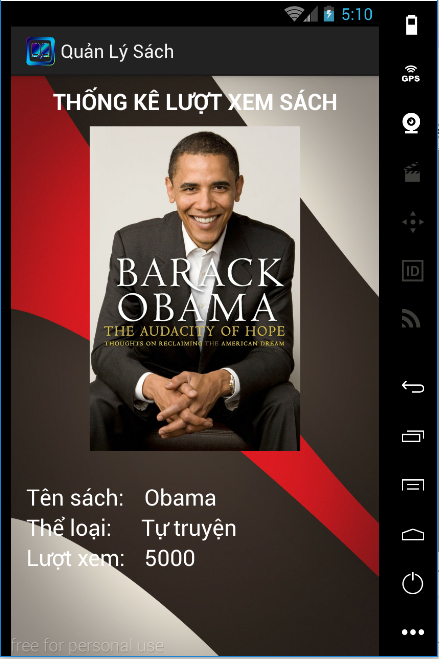 5:10
Quản Lý Sách
GPS
THỐNG KÊ LƯỢT XEM SÁCH
BARACK
OBAMA
THE AUDACITY OF HOPE
THOUGHTS ON RECLAIMING THE AMERICAN DREAM
ID
Tên sách: Obama
Thể loại: Tự truyện
Lượt xem: 5000
free for personal use